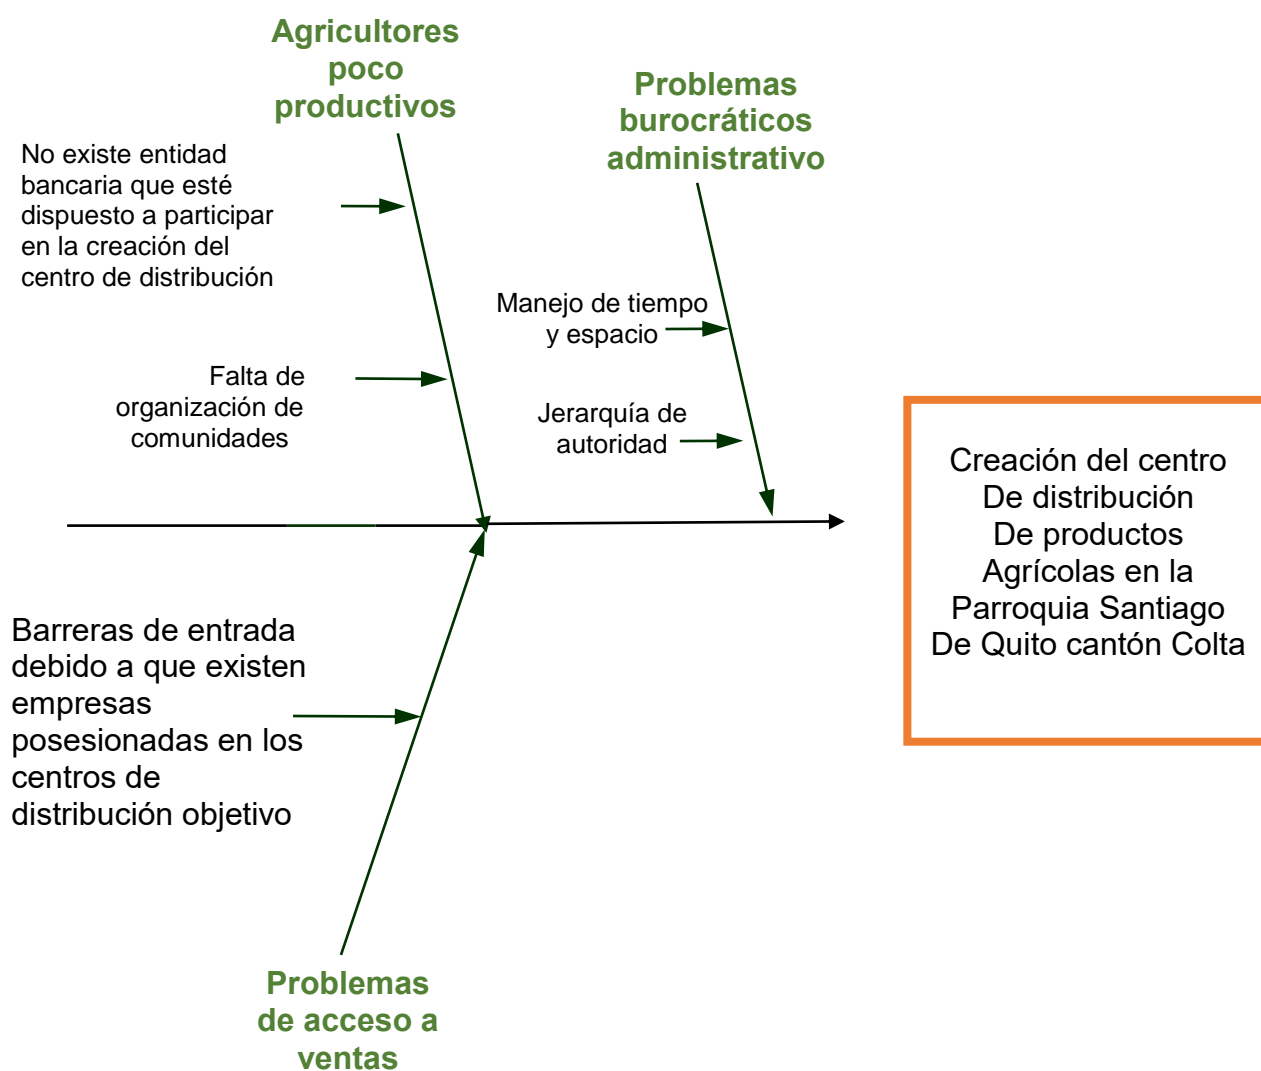 Agricultores
poco
productivos
Problemas
burocráticos
administrativo
No existe entidad
bancaria que esté
dispuesto a participar
en la creación del
centro de distribución
Manejo de tiempo
y espacio
Falta de
organización de
comunidades
Jerarquía de
autoridad
Creación del centro
De distribución
De productos
Agrícolas en la
Parroquia Santiago
De Quito cantón Colta
Barreras de entrada
debido a que existen
empresas
posesionadas en los
centros de
distribución objetivo
Problemas
de acceso a
ventas